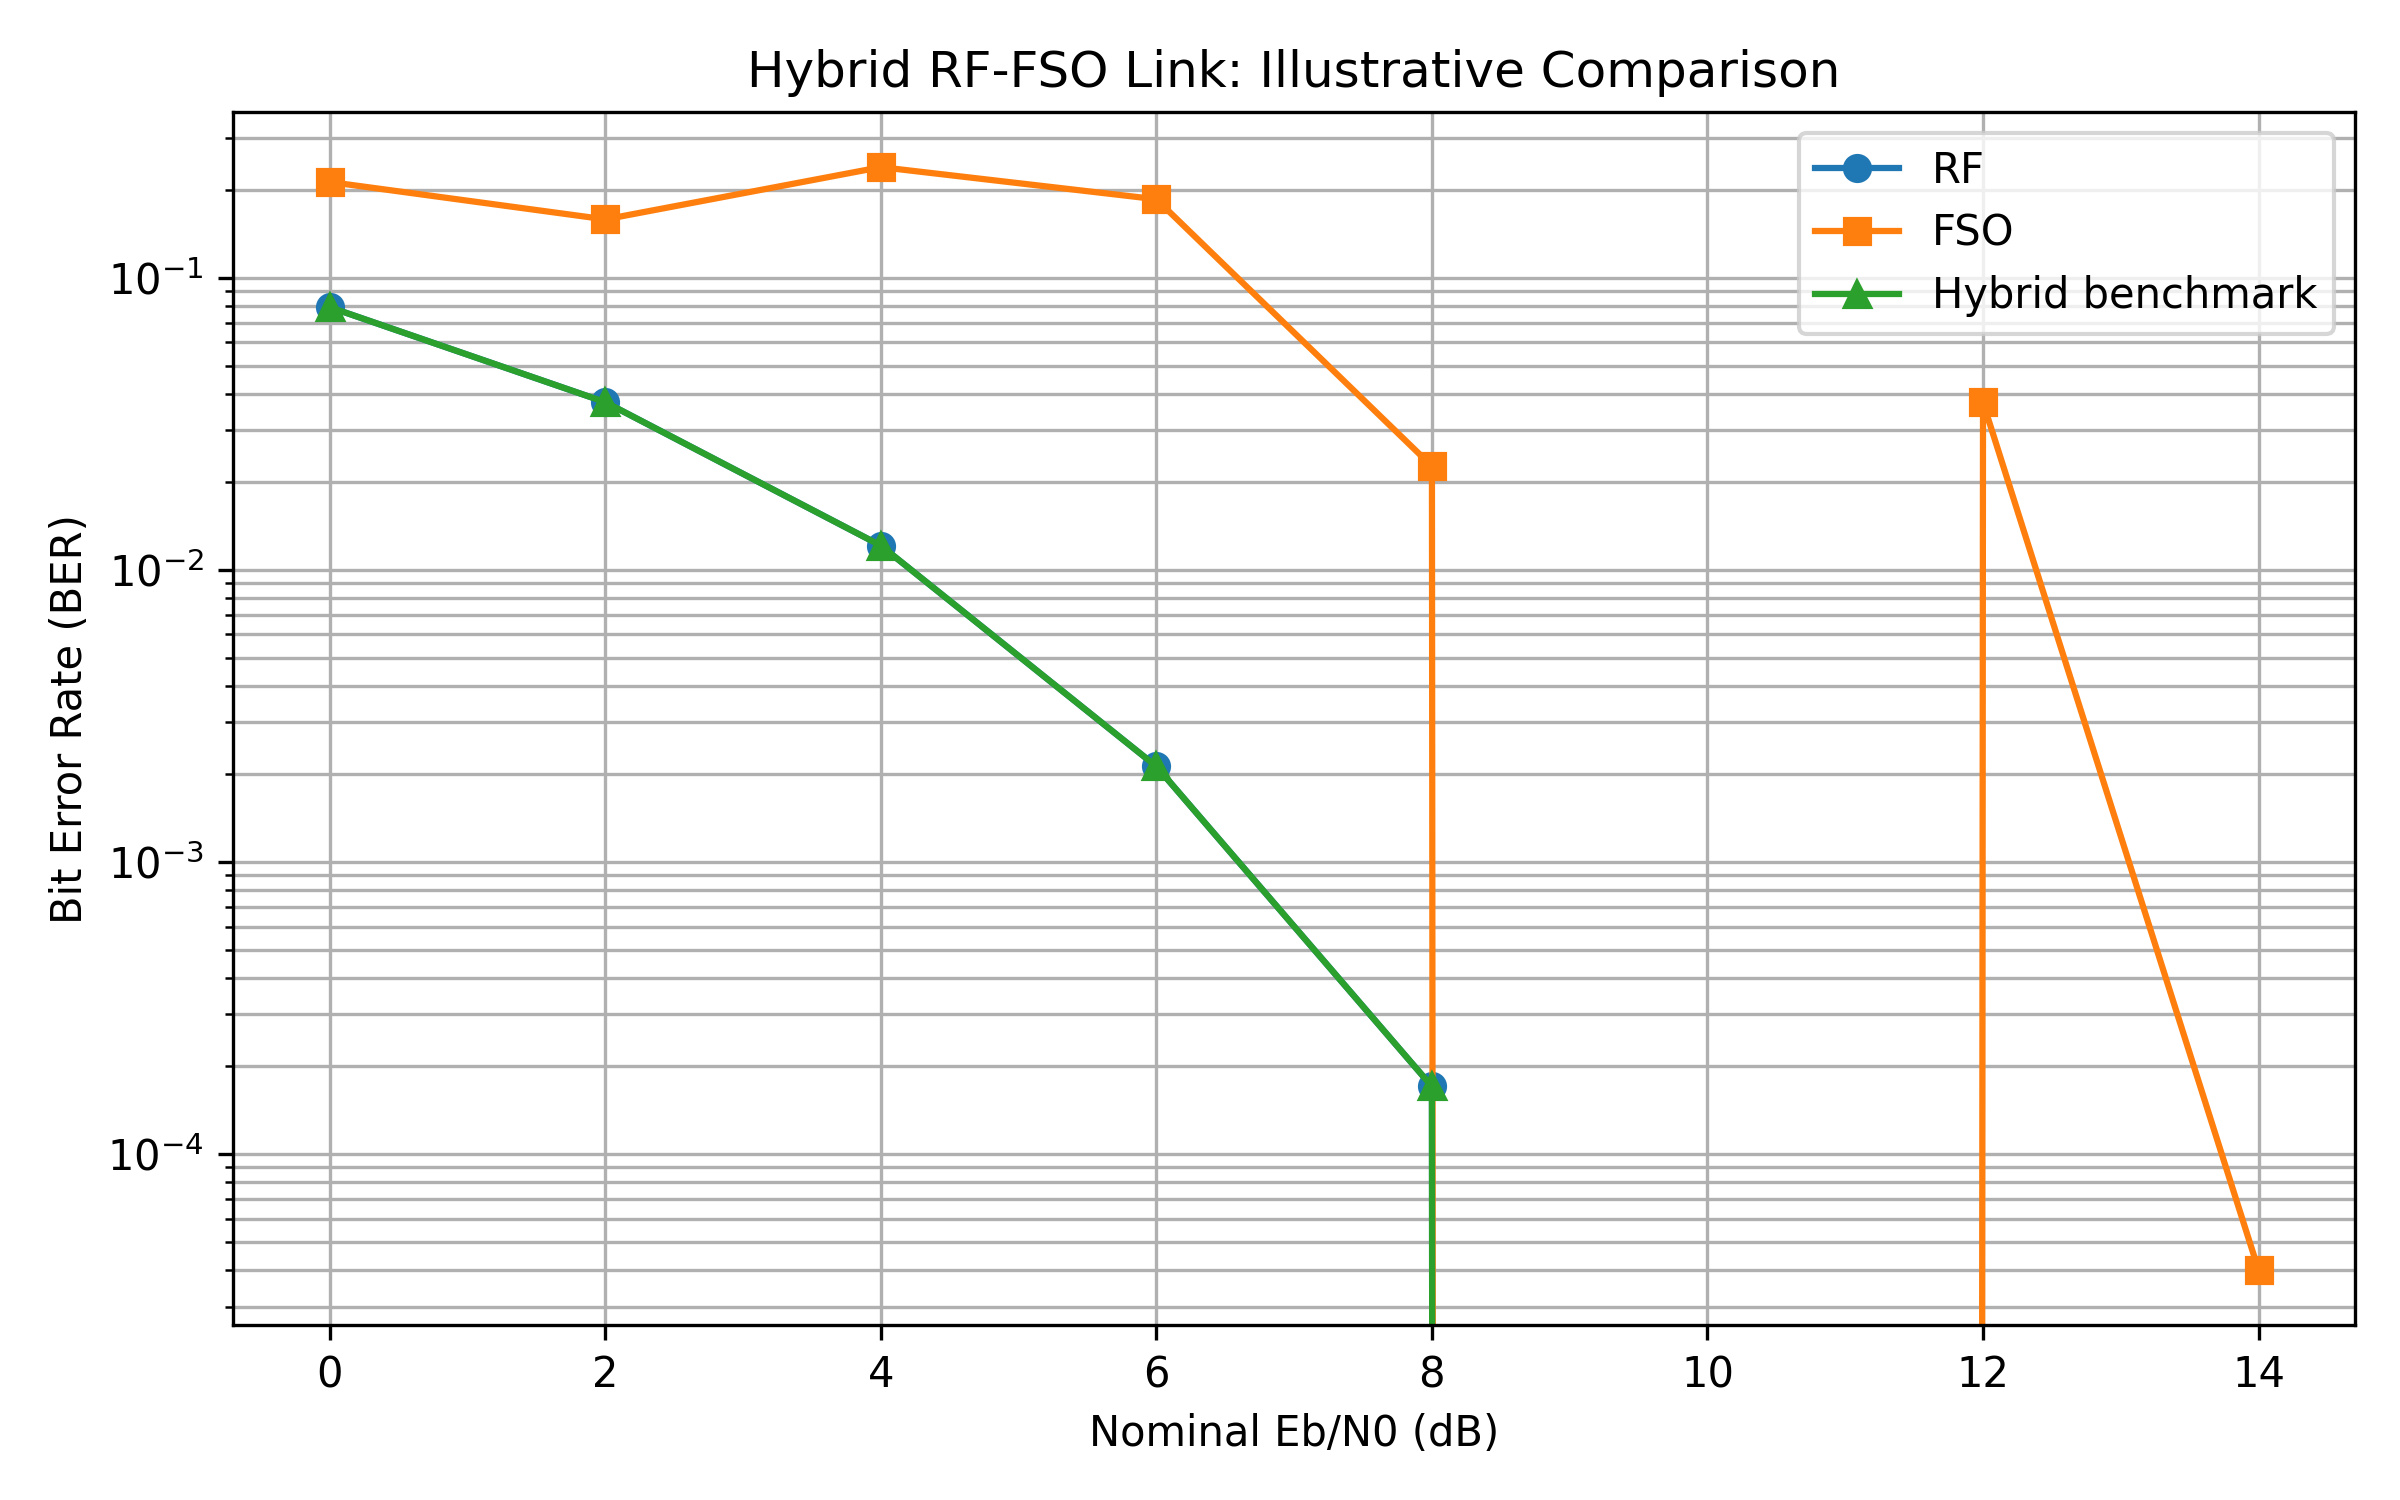 Hybrid RF-FSO Link: Illustrative Comparison
RF
FSO
Hybrid benchmark
10⁻¹
10⁻²
10⁻³
10⁻⁴
Bit Error Rate (BER)
0 2 4 6 8 10 12 14
Nominal Eb/N0 (dB)